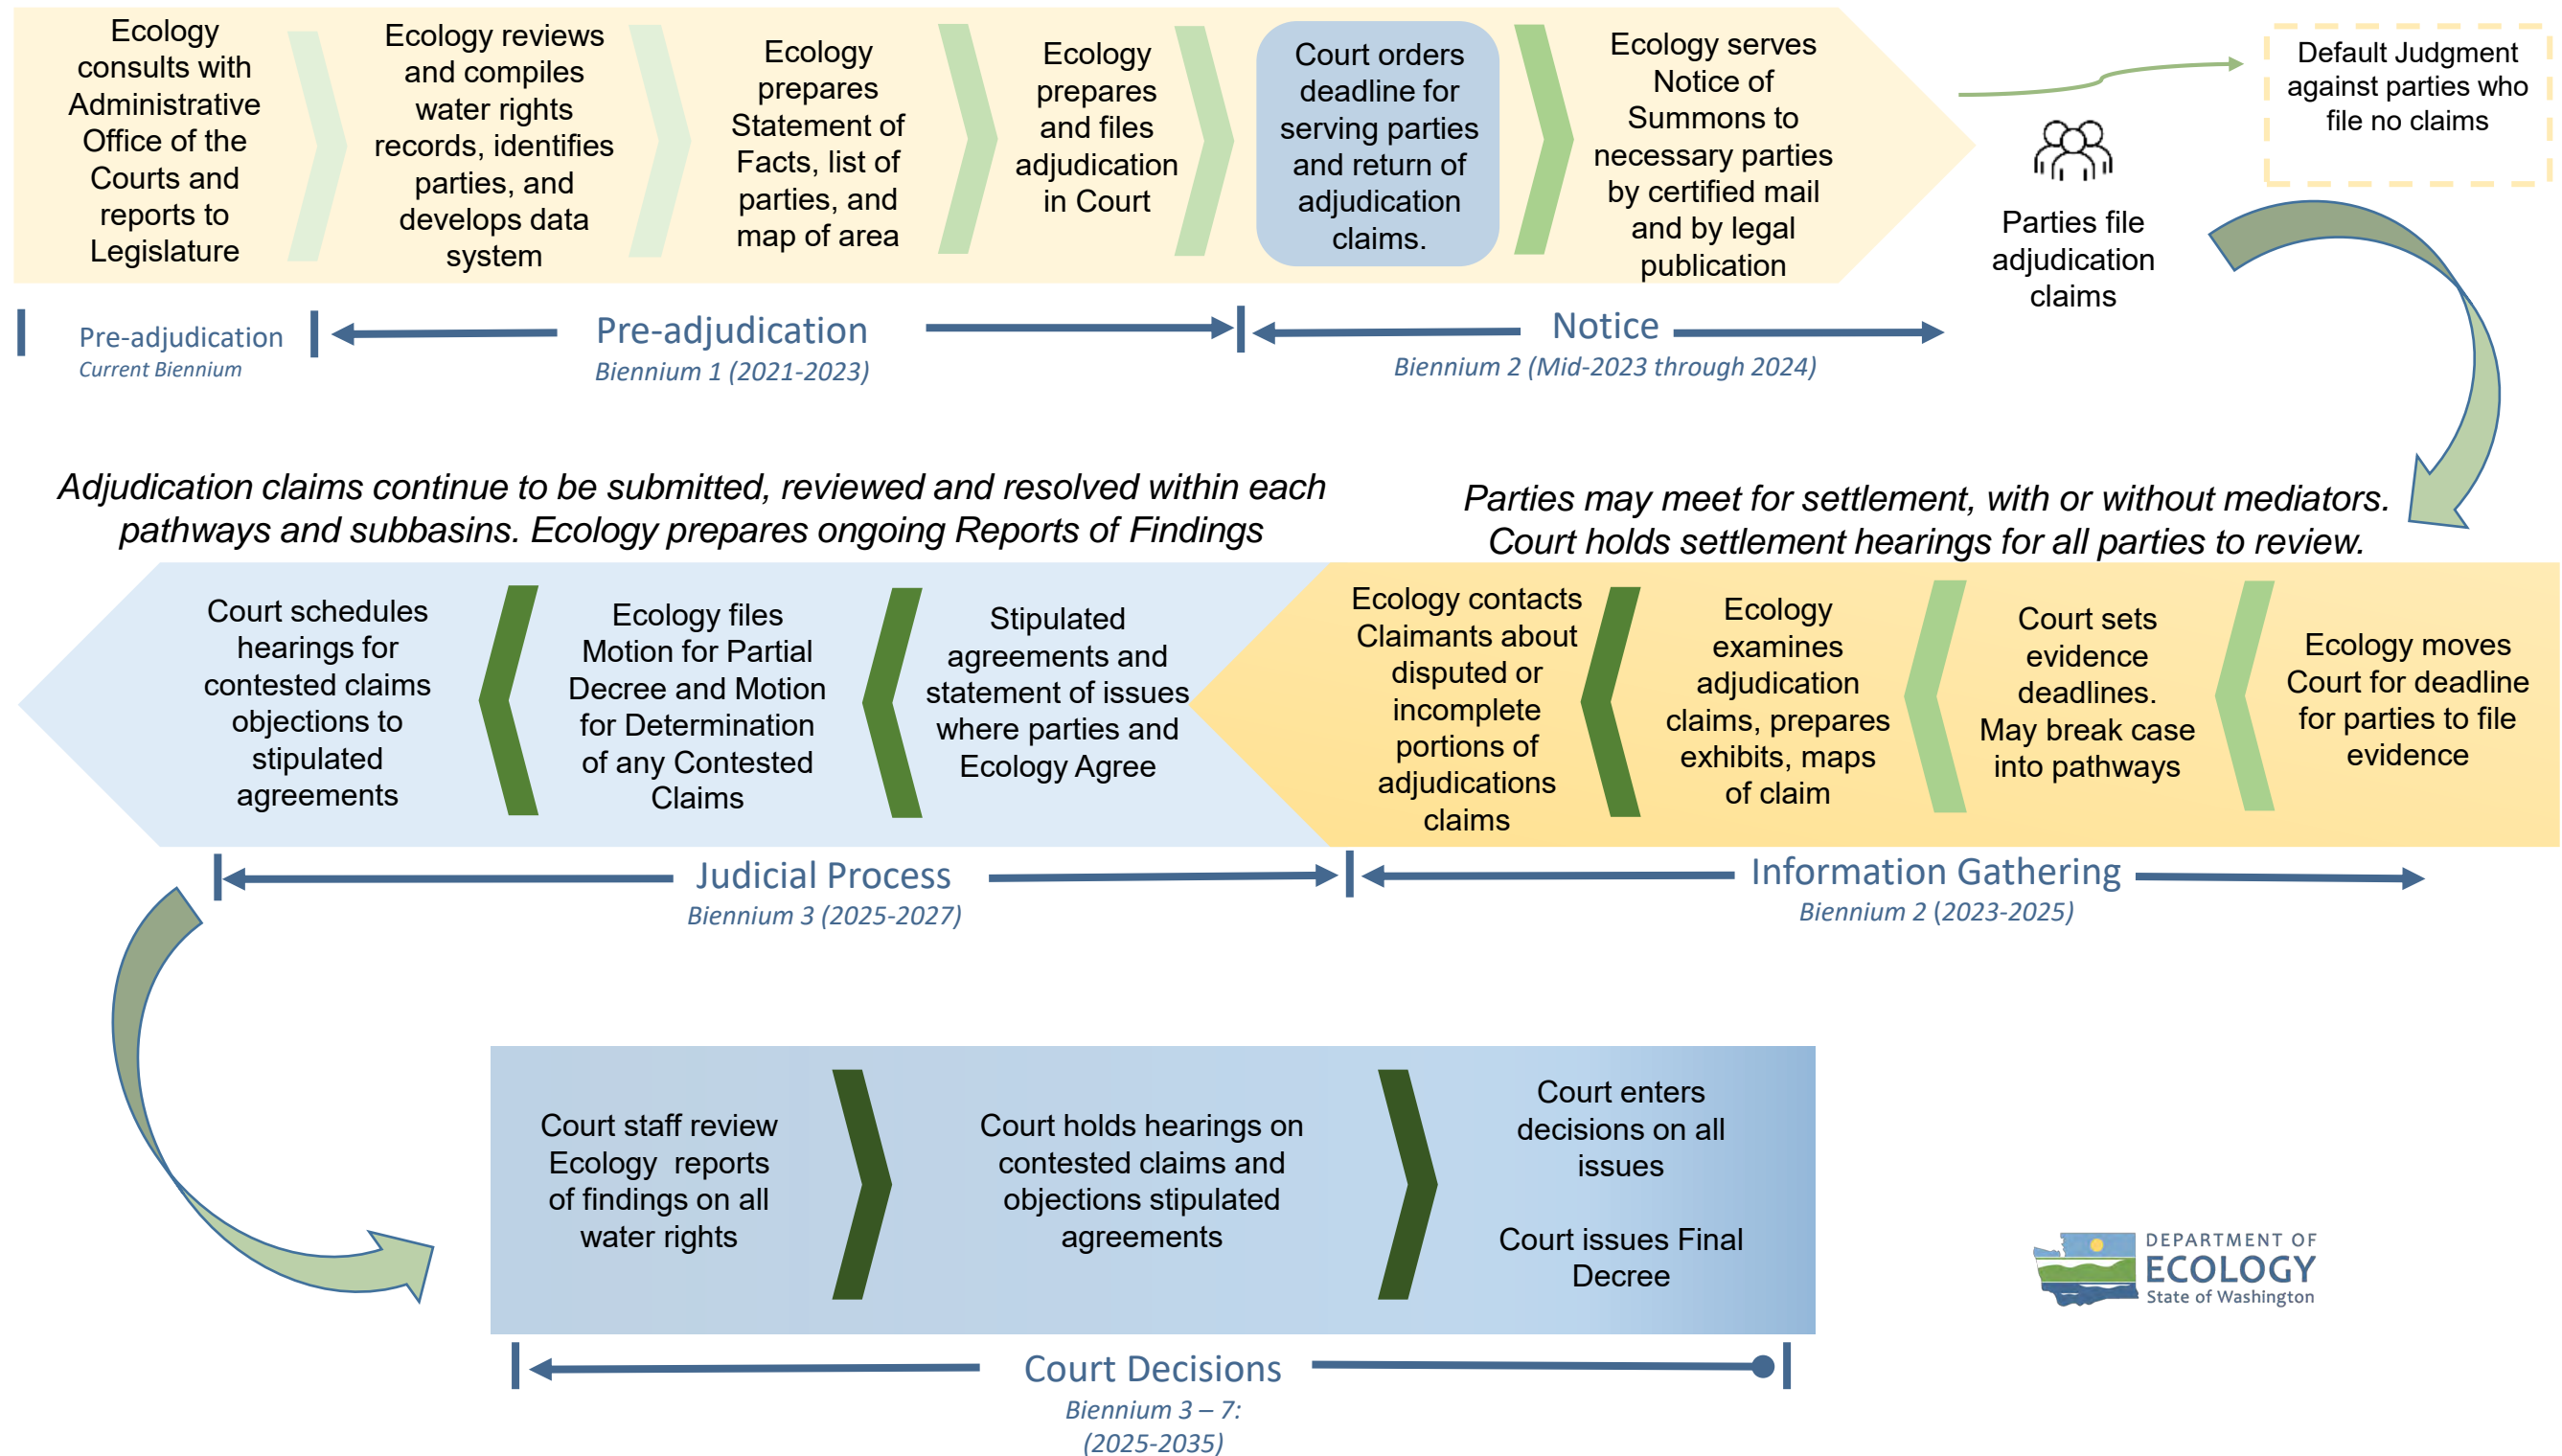 Ecology
consults with
Administrative
Office of the
Courts and
reports to
Legislature
Ecology reviews
and compiles
water rights
records, identifies
parties, and
develops data
system
Ecology
prepares
Statement of
Facts, list of
parties, and
map of area
Ecology
prepares
and files
adjudication
in Court
Court orders
deadline for
serving parties
and return of
adjudication
claims.
Ecology serves
Notice of
Summons to
necessary parties
by certified mail
and by legal
publication
Default Judgment
against parties who
file no claims
Parties file
adjudication
claims
Pre-adjudication
Current Biennium
Pre-adjudication
Biennium 1 (2021-2023)
Notice
Biennium 2 (Mid-2023 through 2024)
Parties may meet for settlement, with or without mediators.
Court holds settlement hearings for all parties to review.
Ecology moves
Court for deadline
for parties to file
evidence
Court sets
evidence
deadlines.
May break case
into pathways
Ecology
examines
adjudication
claims, prepares
exhibits, maps
of claim
Ecology contacts
Claimants about
disputed or
incomplete
portions of
adjudications
claims
Information Gathering
Biennium 2 (2023-2025)
Adjudication claims continue to be submitted, reviewed and resolved within each
pathways and subbasins. Ecology prepares ongoing Reports of Findings
Stipulated
agreements and
statement of issues
where parties and
Ecology Agree
Ecology files
Motion for Partial
Decree and Motion
for Determination
of any Contested
Claims
Court schedules
hearings for
contested claims
objections to
stipulated
agreements
Judicial Process
Biennium 3 (2025-2027)
Court staff review
Ecology reports
of findings on all
water rights
Court holds hearings on
contested claims and
objections stipulated
agreements
Court enters
decisions on all
issues
Court issues Final
Decree
Court Decisions
Biennium 3 – 7:
(2025-2035)
DEPARTMENT OF
ECOLOGY
State of Washington